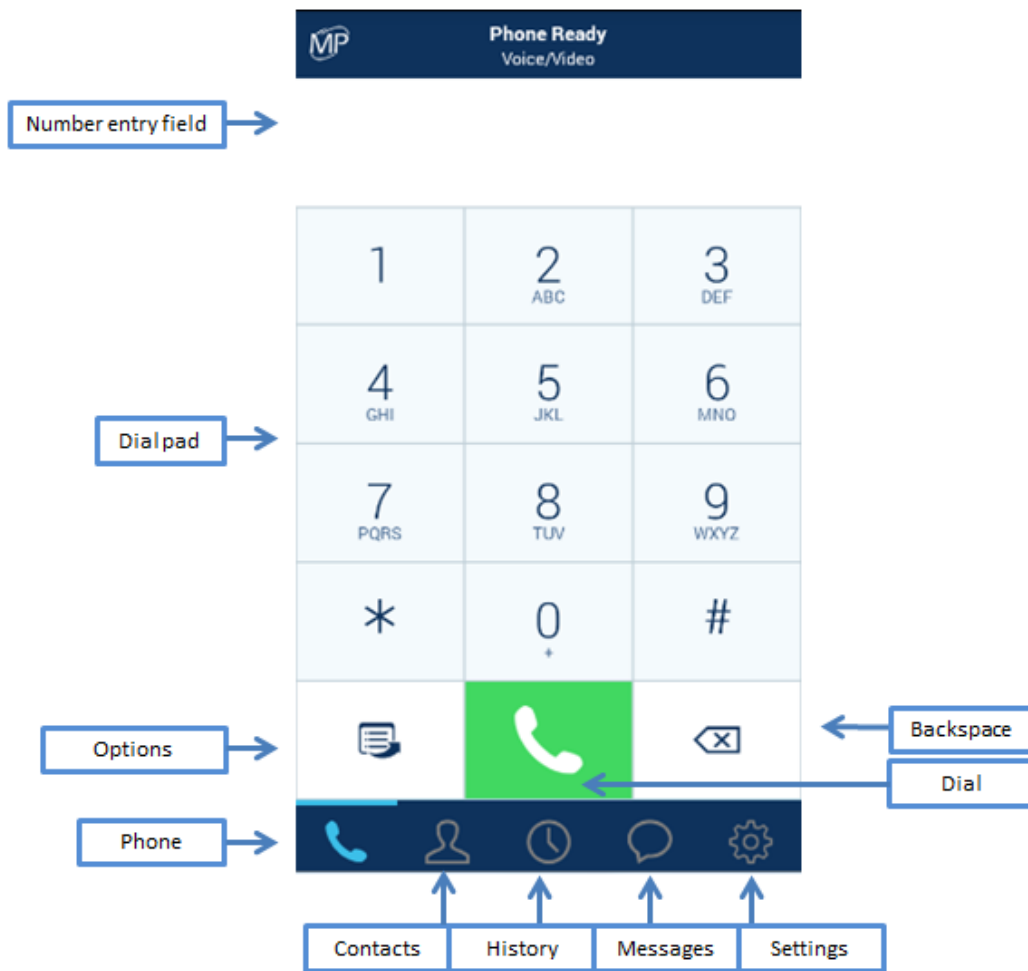 MP
Phone Ready
Voice/Video
Number entry field
1
2
ABC
3
DEF
4
GHI
5
JKL
6
MNO
Dial pad
7
PQRS
8
TUV
9
WXYZ
*
0
+
#
Options
Backspace
Dial
Phone
Contacts
History
Messages
Settings